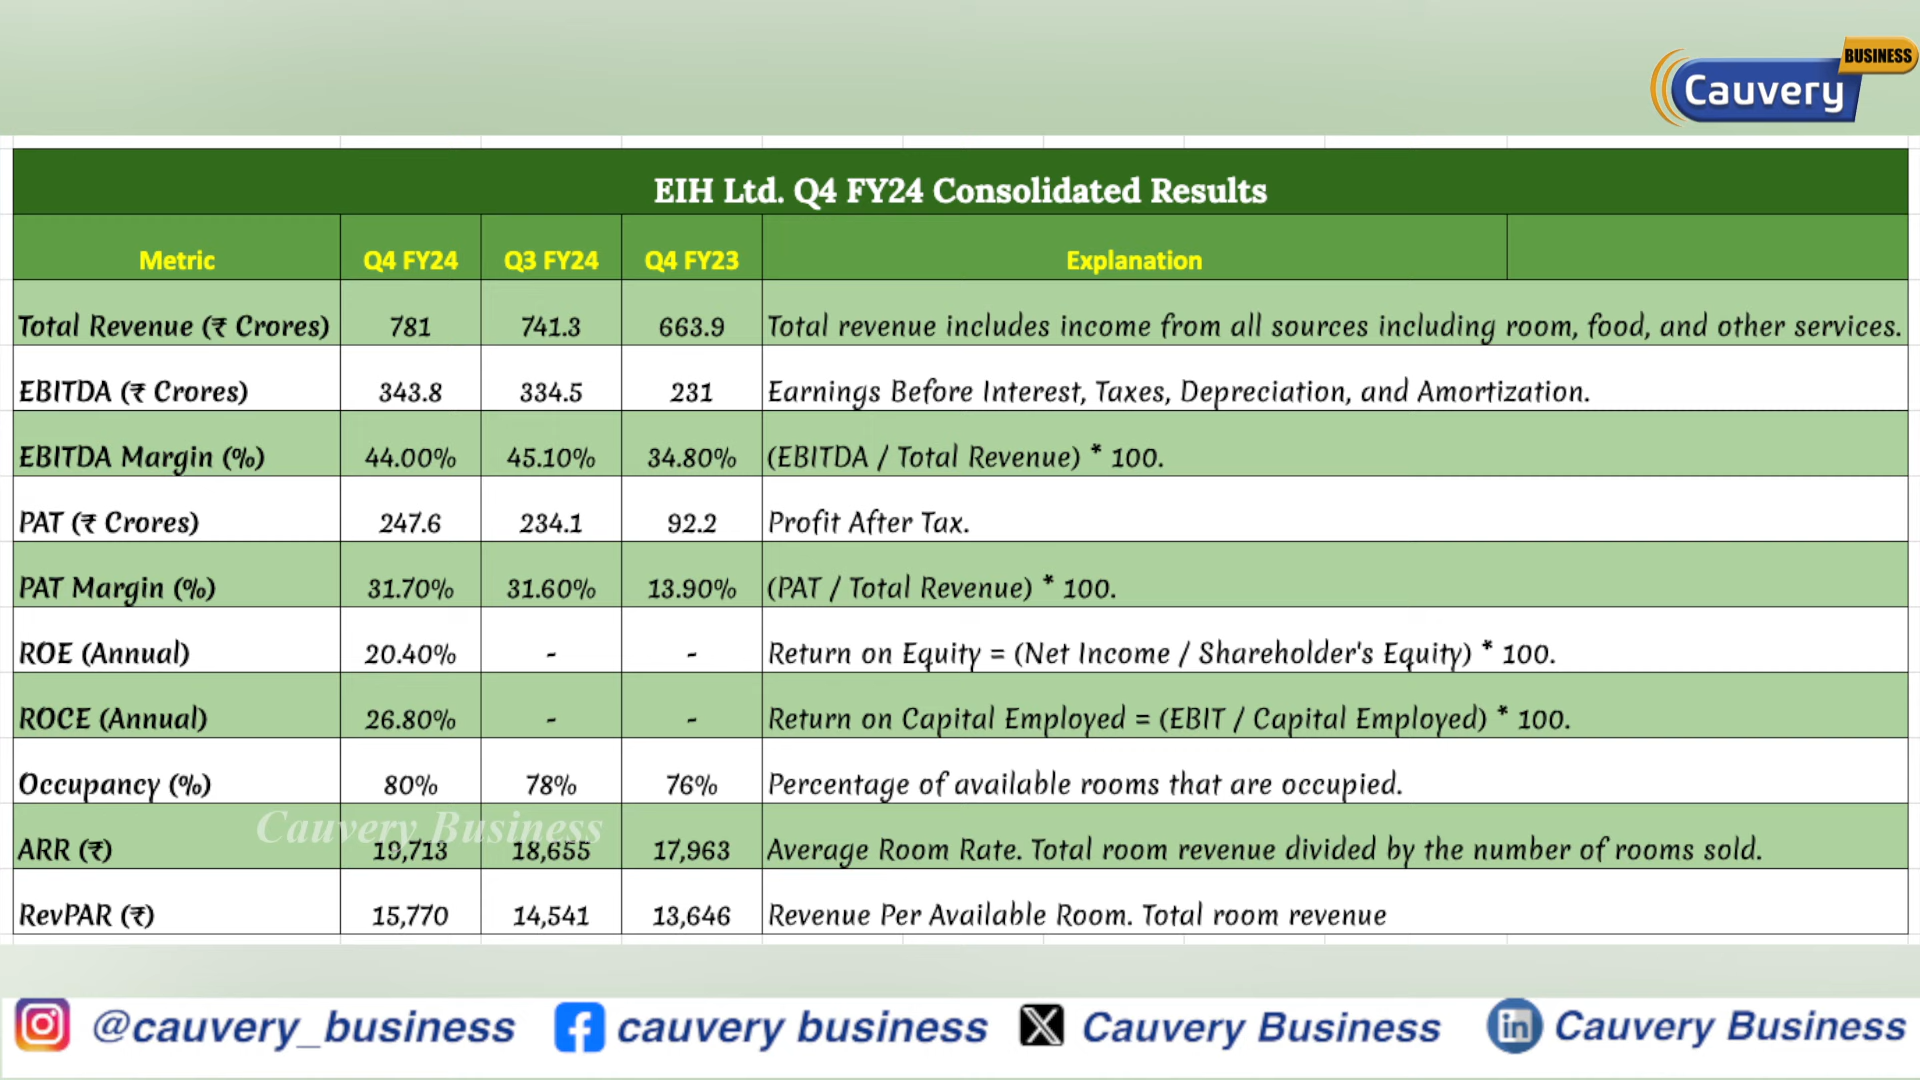 BUSINESS
Cauvery
EIH Ltd. Q4 FY24 Consolidated Results
Metric Q4 FY24 Q3 FY24 Q4 FY23 Explanation
Total Revenue (₹ Crores) 781 741.3 663.9 Total revenue includes income from all sources including room, food, and other services.
EBITDA (₹ Crores) 343.8 334.5 231 Earnings Before Interest, Taxes, Depreciation, and Amortization.
EBITDA Margin (%) 44.00% 45.10% 34.80% (EBITDA / Total Revenue) * 100.
PAT (₹ Crores) 247.6 234.1 92.2 Profit After Tax.
PAT Margin (%) 31.70% 31.60% 13.90% (PAT / Total Revenue) * 100.
ROE (Annual) 20.40% - - Return on Equity = (Net Income / Shareholder's Equity) * 100.
ROCE (Annual) 26.80% - - Return on Capital Employed = (EBIT / Capital Employed) * 100.
Occupancy (%) 80% 78% 76% Percentage of available rooms that are occupied.
Cauvery Business
ARR (₹) 19,713 18,655 17,963 Average Room Rate. Total room revenue divided by the number of rooms sold.
RevPAR (₹) 15,770 14,541 13,646 Revenue Per Available Room. Total room revenue
@cauvery_business cauvery business Cauvery Business Cauvery Business